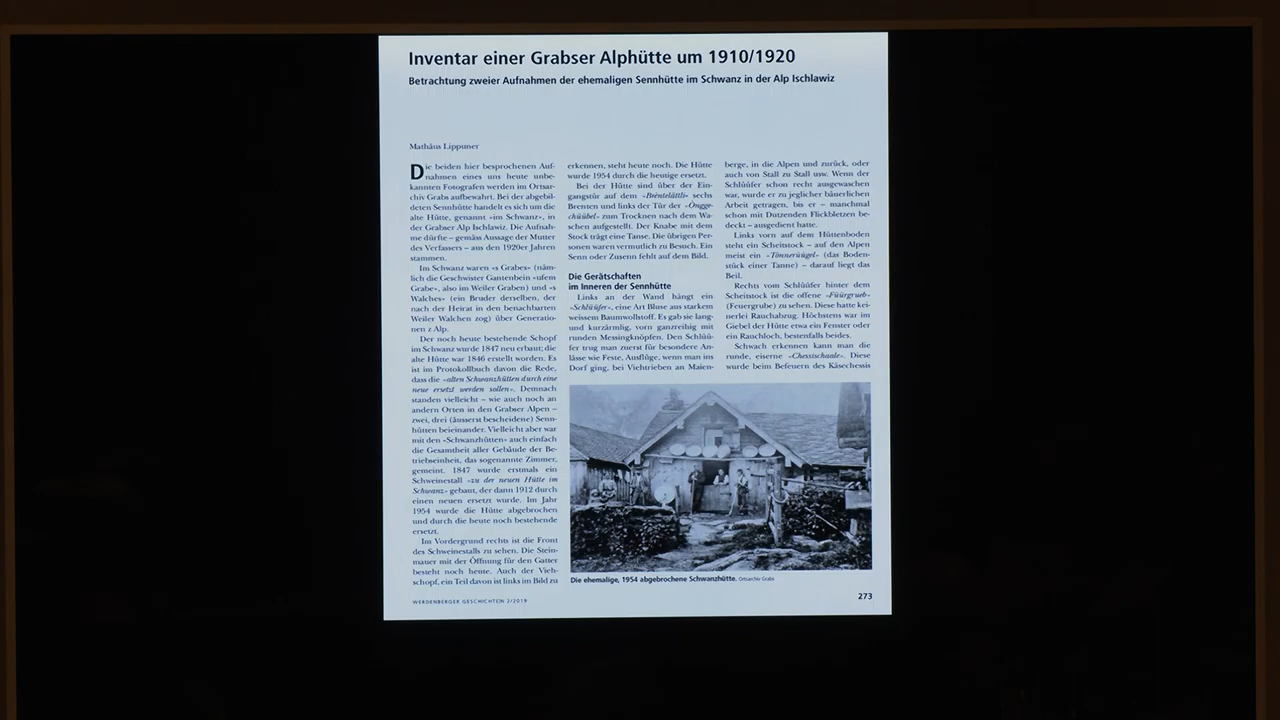 Inventar einer Grabser Alphütte um 1910/1920
Betrachtung zweier Aufnahmen der ehemaligen Sennhütte im Schwanz in der Alp Ischlawiz
Mathäus Lippuner
Die beiden hier besprochenen Auf-
nahmen eines uns heute unbe-
kannten Fotografen werden im Ortsar-
chiv Grabs aufbewahrt. Bei der abgebil-
deten Sennhütte handelt es sich um die
alte Hütte, genannt «im Schwanz», in
der Grabser Alp Ischlawiz. Die Aufnah-
me dürfte – gemäss Aussage der Mutter
des Verfassers – aus den 1920er Jahren
stammen.
Im Schwanz waren «s Grabes» (näm-
lich die Geschwister Gantenbein «ufem
Grabe», also im Weiler Graben) und «s
Walches» (ein Bruder derselben, der
nach der Heirat in den benachbarten
Weiler Walchen zog) über Generatio-
nen z Alp.
Der noch heute bestehende Schopf
im Schwanz wurde 1847 neu erbaut; die
alte Hütte war 1846 erstellt worden. Es
ist im Protokollbuch davon die Rede,
dass die «alten Schwanzhütten durch eine
neue ersetzt werden sollen». Demnach
standen vielleicht – wie auch noch an
andern Orten in den Grabser Alpen –
zwei, drei (äusserst bescheidene) Senn-
hütten beieinander. Vielleicht aber war
mit den «Schwanzhütten» auch einfach
die Gesamtheit aller Gebäude der Be-
triebseinheit, das sogenannte Zimmer,
gemeint. 1847 wurde erstmals ein
Schweinestall «zu der neuen Hütte im
Schwanz» gebaut, der dann 1912 durch
einen neuen ersetzt wurde. Im Jahr
1954 wurde die Hütte abgebrochen
und durch die heute noch bestehende
ersetzt.
Im Vordergrund rechts ist die Front
des Schweinestalls zu sehen. Die Stein-
mauer mit der Öffnung für den Gatter
besteht noch heute. Auch der Vieh-
schopf, ein Teil davon ist links im Bild zu
erkennen, steht heute noch. Die Hütte
wurde 1954 durch die heutige ersetzt.
Bei der Hütte sind über der Ein-
gangstür auf dem «Brentelättli» sechs
Brenten und links der Tür der «Ongge-
chüübel» zum Trocknen nach dem Wa-
schen aufgestellt. Der Knabe mit dem
Stock trägt eine Tanse. Die übrigen Per-
sonen waren vermutlich zu Besuch. Ein
Senn oder Zusenn fehlt auf dem Bild.
Die Gerätschaften
im Inneren der Sennhütte
Links an der Wand hängt ein
«Schlüüfer», eine Art Bluse aus starkem
weissem Baumwollstoff. Es gab sie lang-
und kurzärmlig, vorn ganzreihig mit
runden Messingknöpfen. Den Schlüü-
fer trug man zuerst für besondere An-
lässe wie Feste, Ausflüge, wenn man ins
Dorf ging, bei Viehtrieben an Maien-
berge, in die Alpen und zurück, oder
auch von Stall zu Stall usw. Wenn der
Schlüüfer schon recht ausgewaschen
war, wurde er zu jeglicher bäuerlichen
Arbeit getragen, bis er – manchmal
schon mit Dutzenden Flickbletzen be-
deckt – ausgedient hatte.
Links vorn auf dem Hüttenboden
steht ein Scheitstock – auf den Alpen
meist ein «Tönnerüügel» (das Boden-
stück einer Tanne) – darauf liegt das
Beil.
Rechts vom Schlüüfer hinter dem
Scheitstock ist die offene «Füürgrueb»
(Feuergrube) zu sehen. Diese hatte kei-
nerlei Rauchabzug. Höchstens war im
Giebel der Hütte etwa ein Fenster oder
ein Rauchloch, bestenfalls beides.
Schwach erkennen kann man die
runde, eiserne «Chessischaale». Diese
wurde beim Befeuern des Käsechessis
Die ehemalige, 1954 abgebrochene Schwanzhütte. Ortsarchiv Grabs
WERDENBERGER GESCHICHTEN 2/2019
273